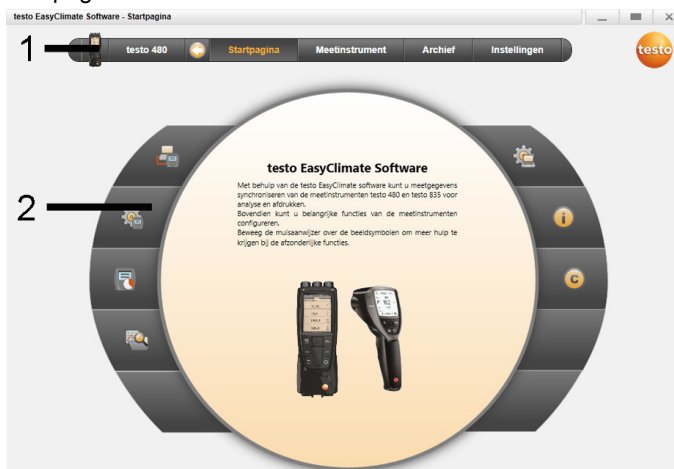 testo EasyClimate Software - Startpagina
1
testo 480 Startpagina Meetinstrument Archief Instellingen
testo
testo EasyClimate Software
Met behulp van de testo EasyClimate software kunt u meetgegevens
synchroniseren van de meetinstrumenten testo 480 en testo 835 voor
analyse en afdrukken.
Bovendien kunt u belangrijke functies van de meetinstrumenten
configureren.
Beweeg de muisaanwijzer over de beeldsymbolen om meer hulp te
krijgen bij de afzonderlijke functies.
2
i
C